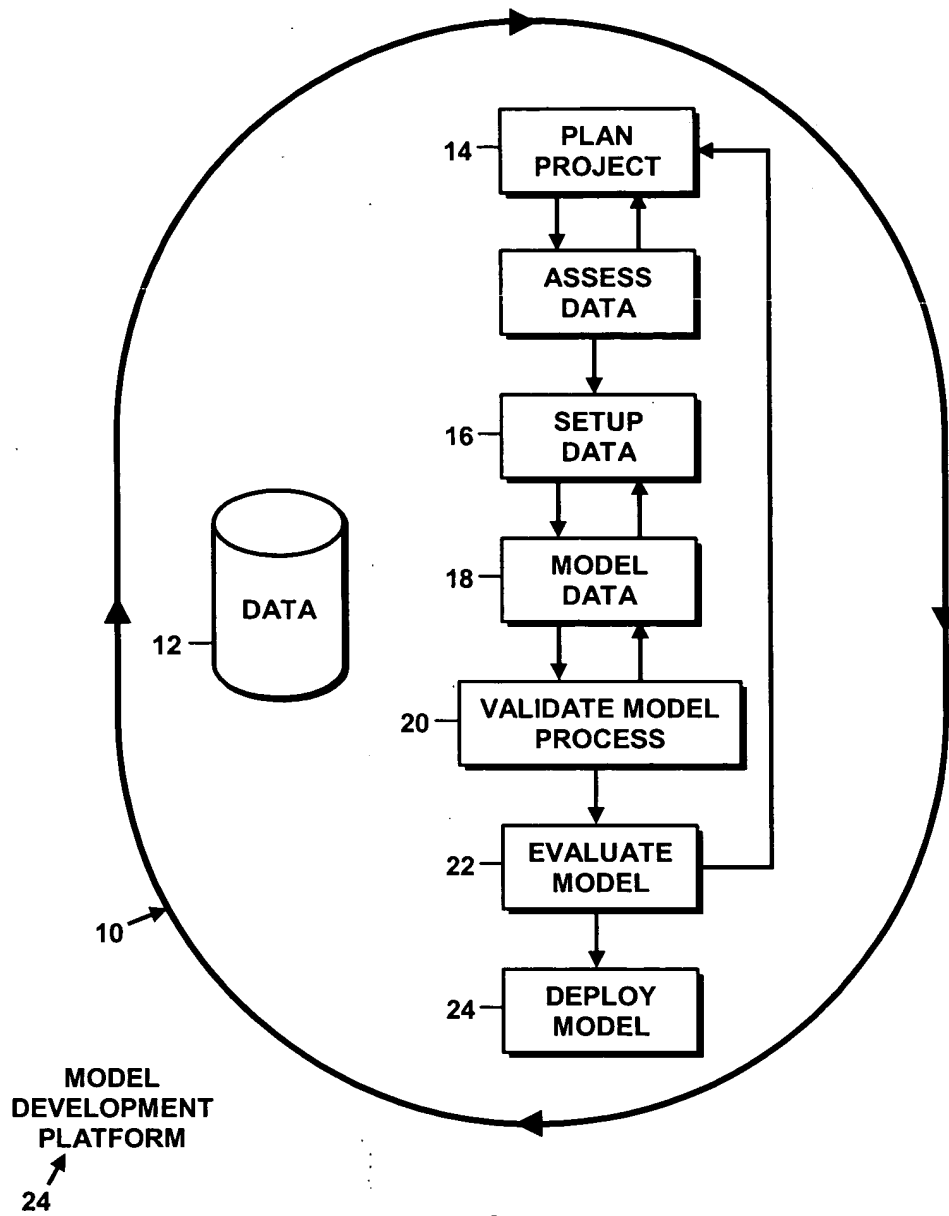 PLAN
PROJECT
14
ASSESS
DATA
SETUP
DATA
16
MODEL
DATA
18
DATA
12
VALIDATE MODEL
PROCESS
20
EVALUATE
MODEL
22
10
DEPLOY
MODEL
24
MODEL
DEVELOPMENT
PLATFORM
24